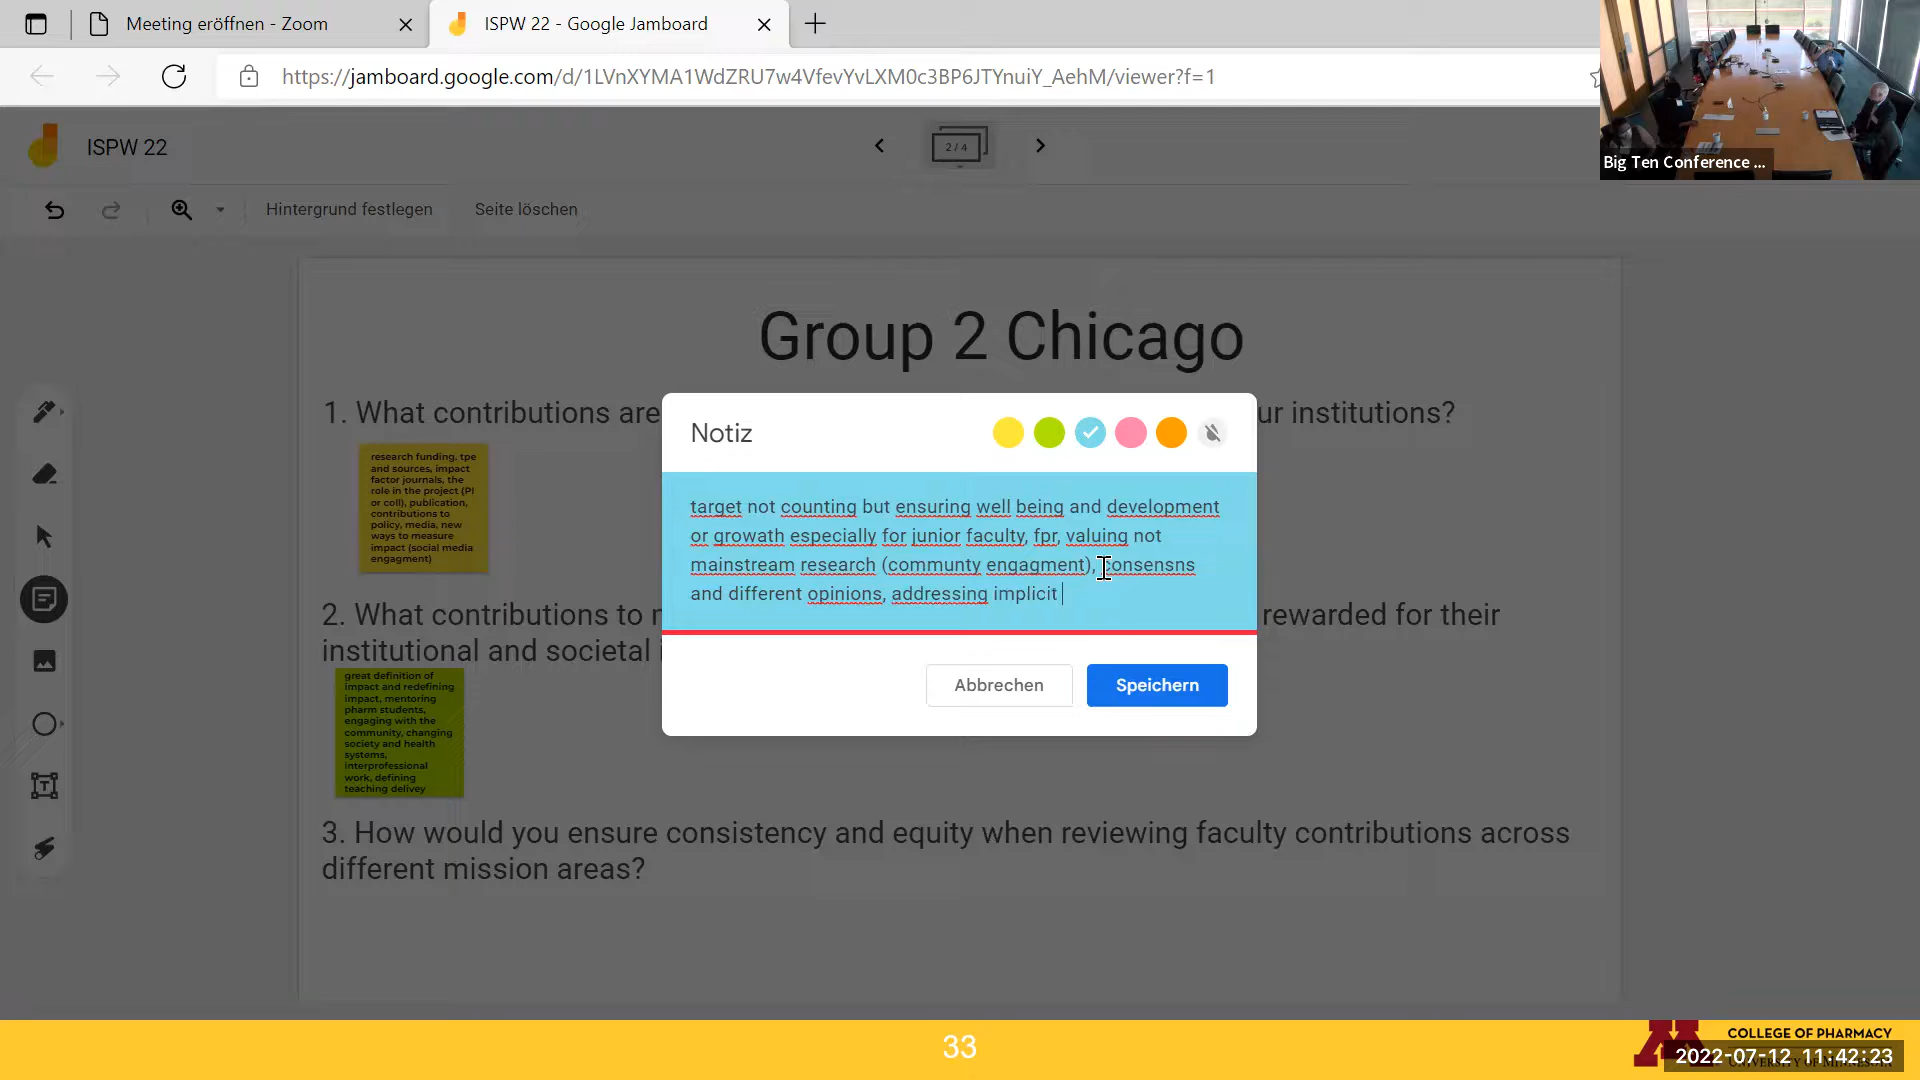 Meeting eröffnen - Zoom
ISPW 22 - Google Jamboard
https://jamboard.google.com/d/1LVnXYMA1WdZRU7w4VfevYvLXM0c3BP6JTYnuiY_AehM/viewer?f=1
Big Ten Conference ...
ISPW 22
2 / 4
Hintergrund festlegen
Seite löschen
Group 2 Chicago
1. What contributions are
ur institutions?
research funding, tpe
and sources, impact
factor journals, the
role in the project (PI
or coll), publication,
contributions to
policy, media, new
ways to measure
impact (social media
engagment)
Notiz
target not counting but ensuring well being and development
or growath especially for junior faculty, fpr, valuing not
mainstream research (communty engagment), consensns
and different opinions, addressing implicit
Abbrechen
Speichern
2. What contributions to
rewarded for their
institutional and societal
great definition of
impact and redefining
impact, mentoring
pharm students,
engaging with the
community, changing
society and health
systems,
interprofessional
work, defining
teaching delivey
3. How would you ensure consistency and equity when reviewing faculty contributions across
different mission areas?
33
COLLEGE OF PHARMACY
UNIVERSITY OF MINNESOTA
2022-07-12 11:42:23